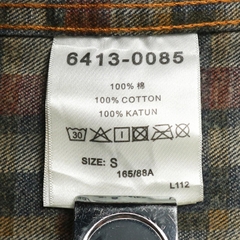 6413-0085
100% 棉
100% COTTON
100% KATUN
30
SIZE: S
165/88A
L112